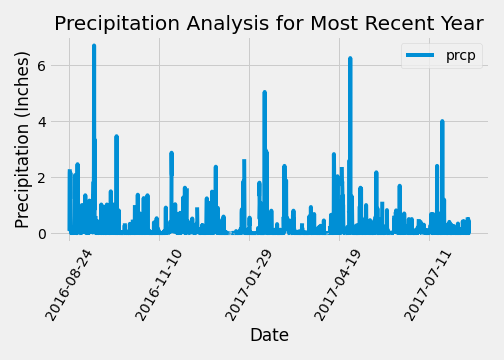 Precipitation Analysis for Most Recent Year
prcp
Precipitation (Inches)
6
4
2
0
2016-08-24
2016-11-10
2017-01-29
2017-04-19
2017-07-11
Date